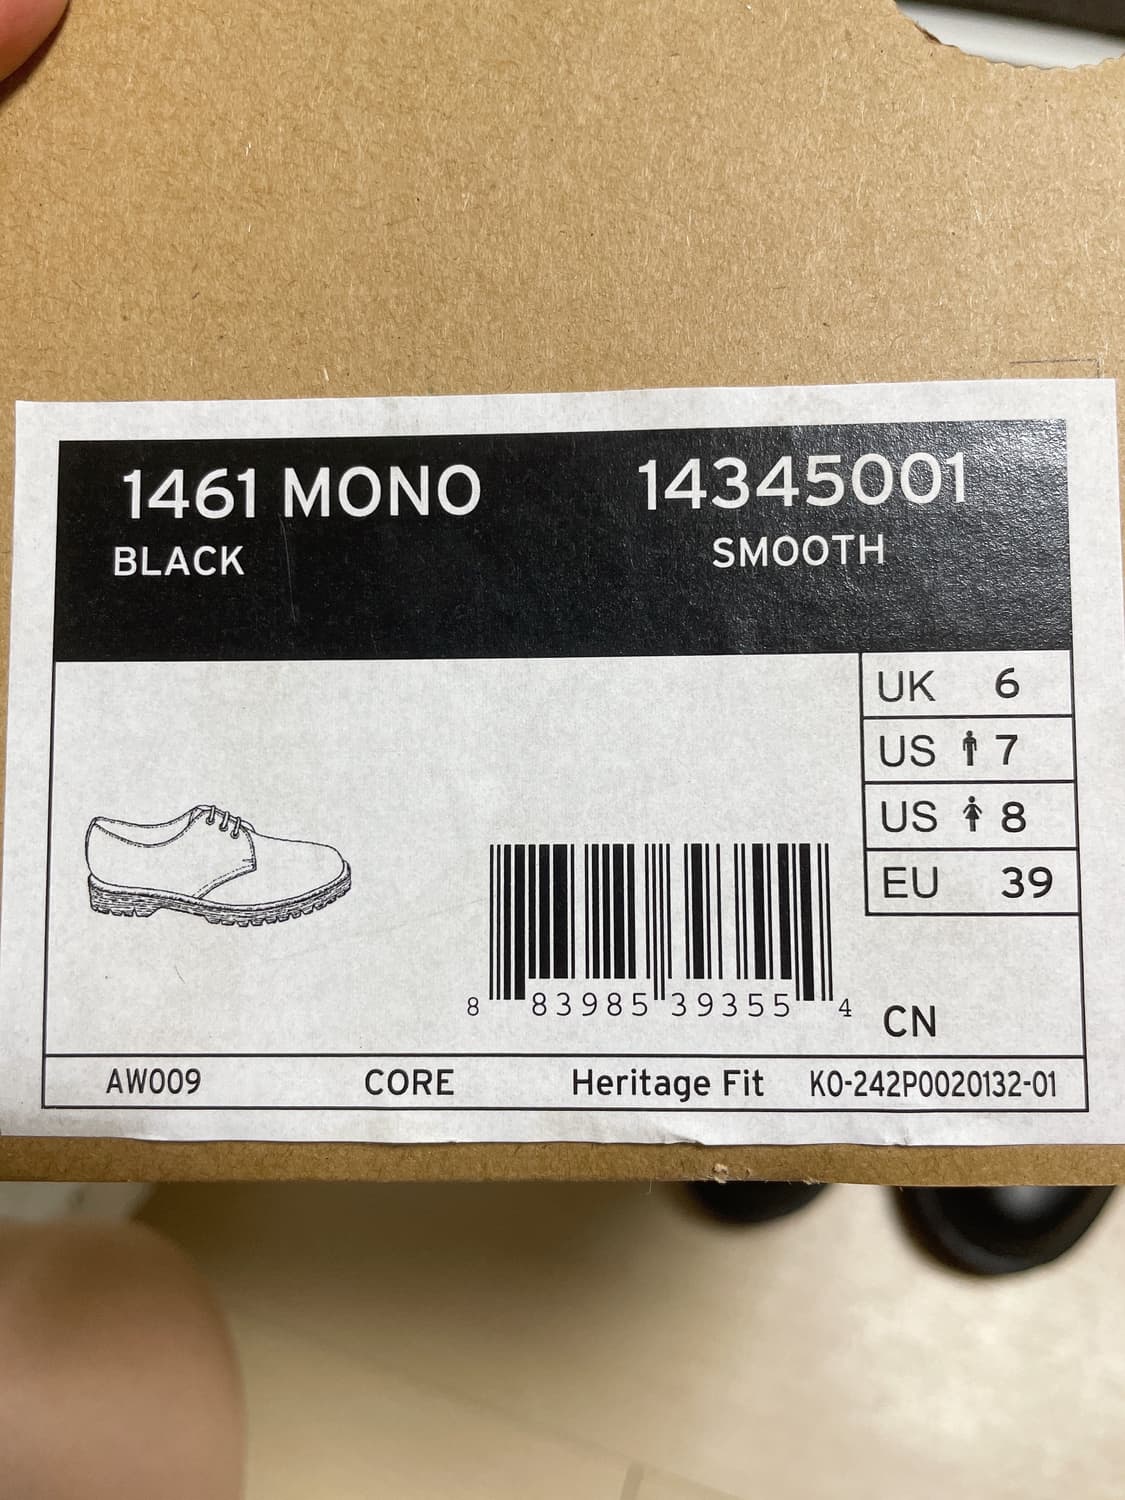 1461 MONO 14345001
BLACK SMOOTH
UK 6
US 7
US 8
EU 39
8 83985 39355 4
CN
AW009 CORE Heritage Fit KO-242P0020132-01